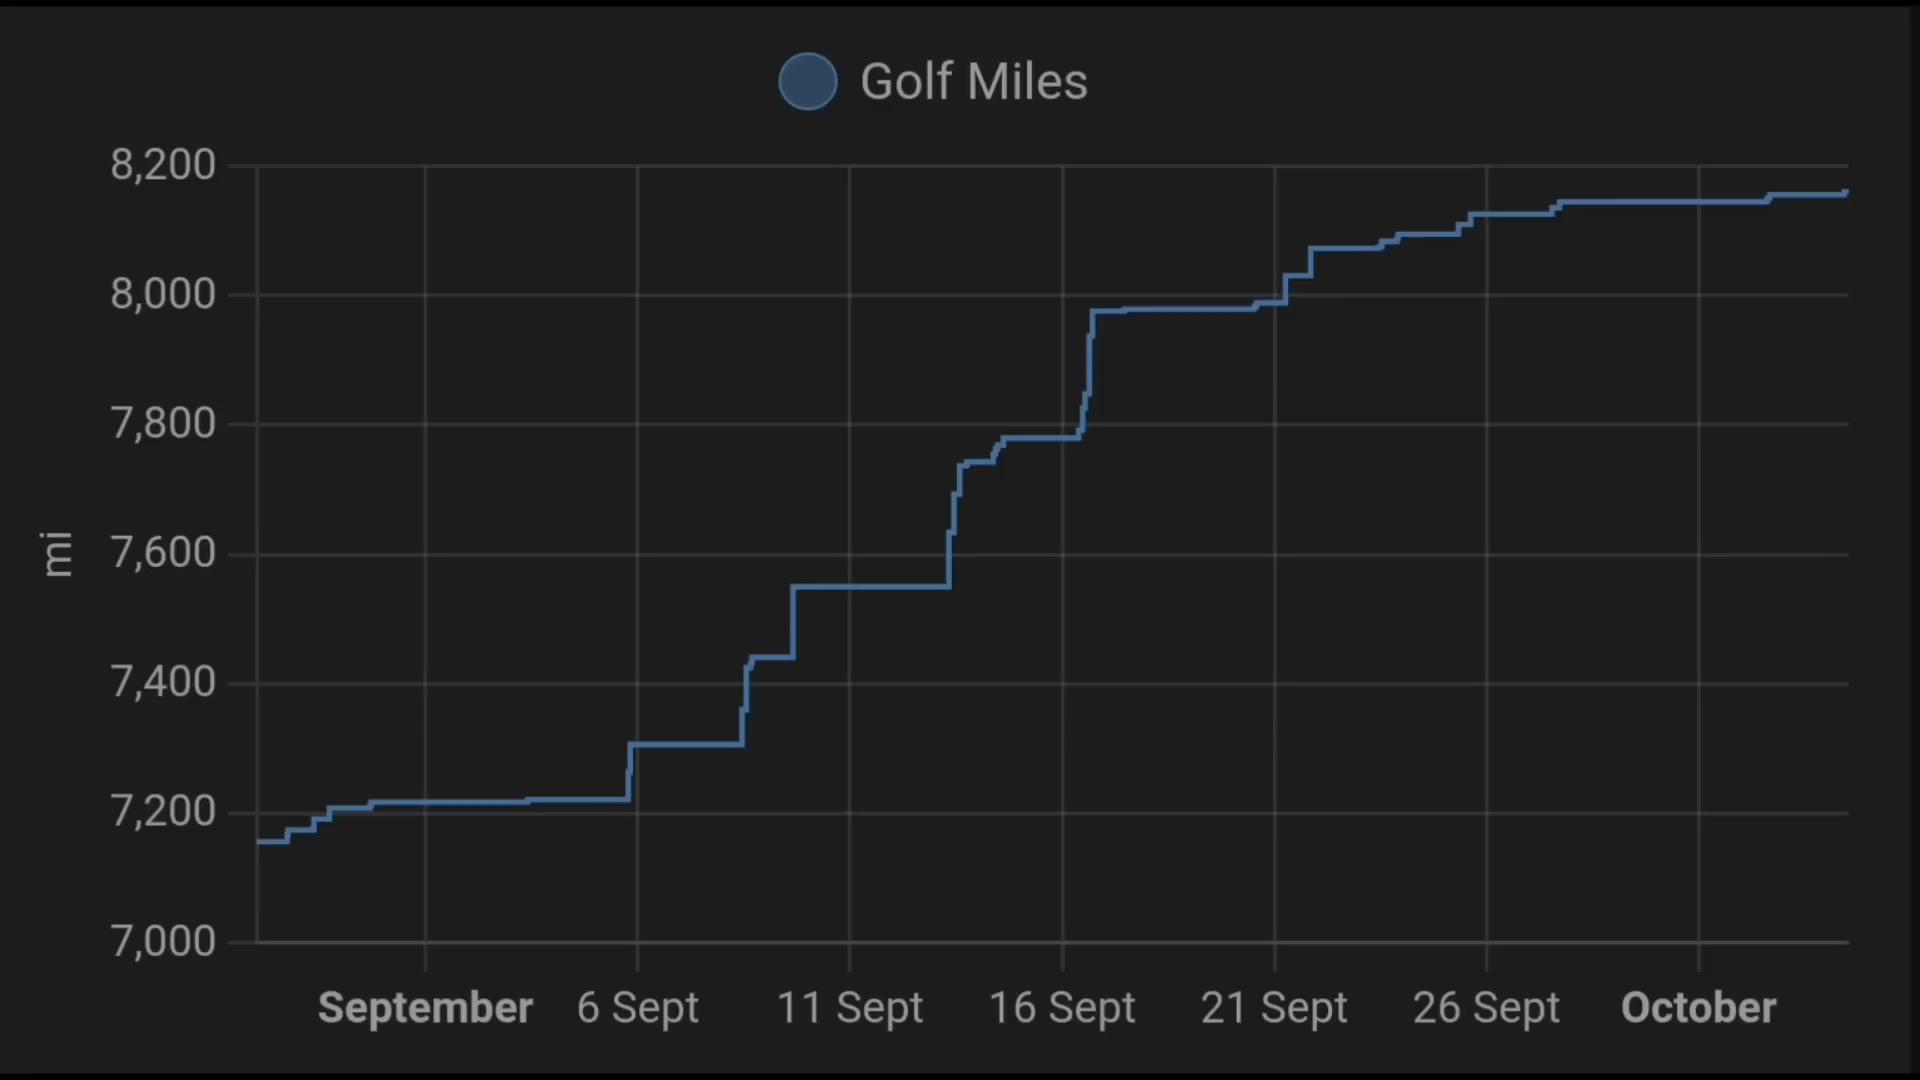 Golf Miles
8,200
8,000
7,800
7,600
7,400
7,200
7,000
mi
September 6 Sept 11 Sept 16 Sept 21 Sept 26 Sept October